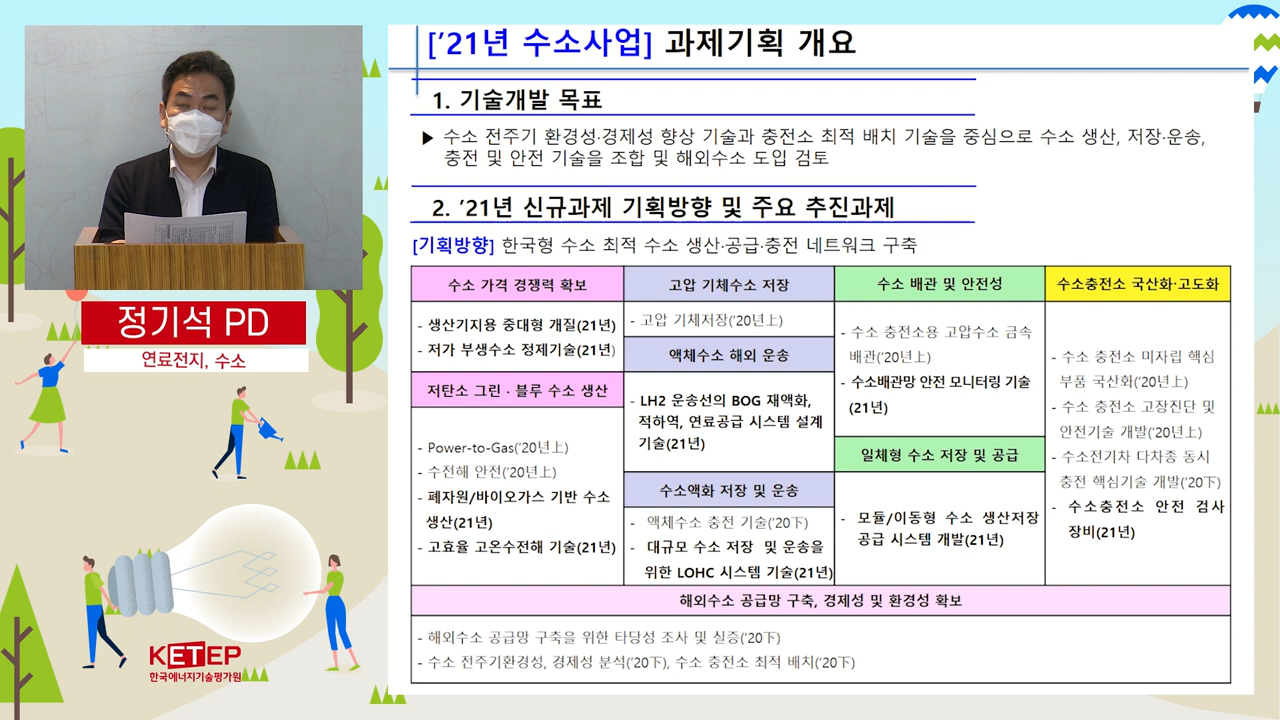 ['21년 수소사업] 과제기획 개요
1. 기술개발 목표
▶ 수소 전주기 환경성·경제성 향상 기술과 충전소 최적 배치 기술을 중심으로 수소 생산, 저장·운송,
충전 및 안전 기술을 조합 및 해외수소 도입 검토
2. '21년 신규과제 기획방향 및 주요 추진과제
[기획방향] 한국형 수소 최적 수소 생산·공급·충전 네트워크 구축
수소 가격 경쟁력 확보
- 생산기지용 중대형 개질(21년)
- 저가 부생수소 정제기술(21년)
저탄소 그린 · 블루 수소 생산
- Power-to-Gas('20년上)
- 수전해 안전('20년上)
- 폐자원/바이오가스 기반 수소
생산(21년)
- 고효율 고온수전해 기술(21년)
고압 기체수소 저장
- 고압 기체저장('20년上)
액체수소 해외 운송
- LH2 운송선의 BOG 재액화,
적하역, 연료공급 시스템 설계
기술(21년)
수소액화 저장 및 운송
- 액체수소 충전 기술('20下)
- 대규모 수소 저장 및 운송을
위한 LOHC 시스템 기술(21년)
수소 배관 및 안전성
- 수소 충전소용 고압수소 금속
배관('20년上)
- 수소배관망 안전 모니터링 기술
(21년)
일체형 수소 저장 및 공급
- 모듈/이동형 수소 생산저장
공급 시스템 개발(21년)
수소충전소 국산화·고도화
- 수소 충전소 미자립 핵심
부품 국산화('20년上)
- 수소 충전소 고장진단 및
안전기술 개발('20년上)
- 수소전기차 다차종 동시
충전 핵심기술 개발('20下)
- 수소충전소 안전 검사
장비(21년)
해외수소 공급망 구축, 경제성 및 환경성 확보
- 해외수소 공급망 구축을 위한 타당성 조사 및 실증('20下)
- 수소 전주기환경성, 경제성 분석('20下), 수소 충전소 최적 배치('20下)
정기석 PD
연료전지, 수소
KETEP
한국에너지기술평가원